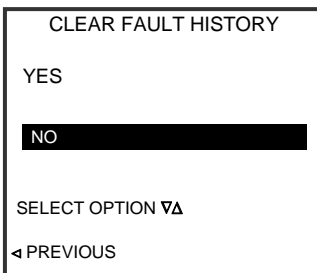 CLEAR FAULT HISTORY
YES
NO
SELECT OPTION ∇∆
⊲ PREVIOUS